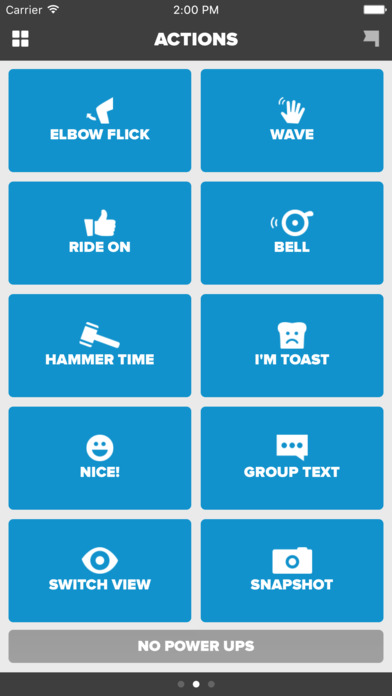 Carrier 2:00 PM
ACTIONS
ELBOW FLICK WAVE
RIDE ON BELL
HAMMER TIME I'M TOAST
NICE! GROUP TEXT
SWITCH VIEW SNAPSHOT
NO POWER UPS